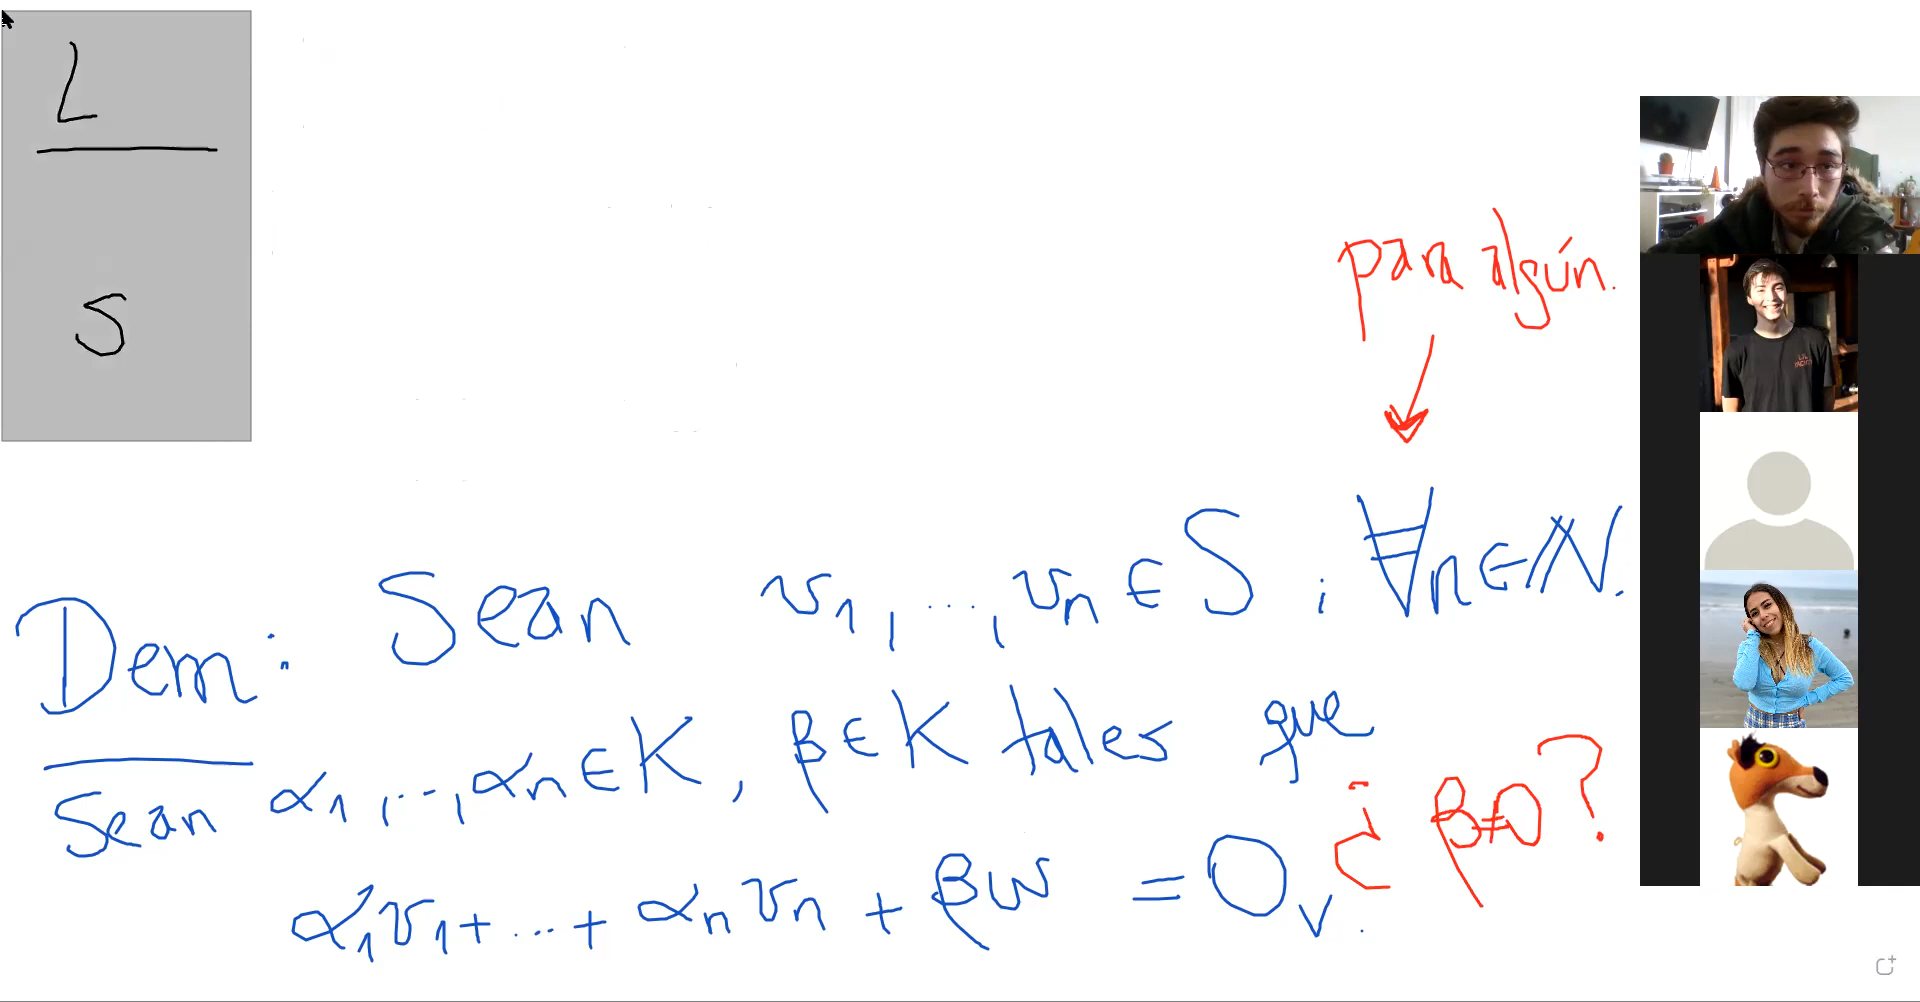 L
S
para algún.
Dem: Sean v₁, ..., vₙ ∈ S ; ∀n ∈ ℕ.
Sean α₁, ..., αₙ ∈ K, β ∈ K tales que
¿ β≠0?
α₁v₁ + ... + αₙvₙ + βw = 0ᵥ.